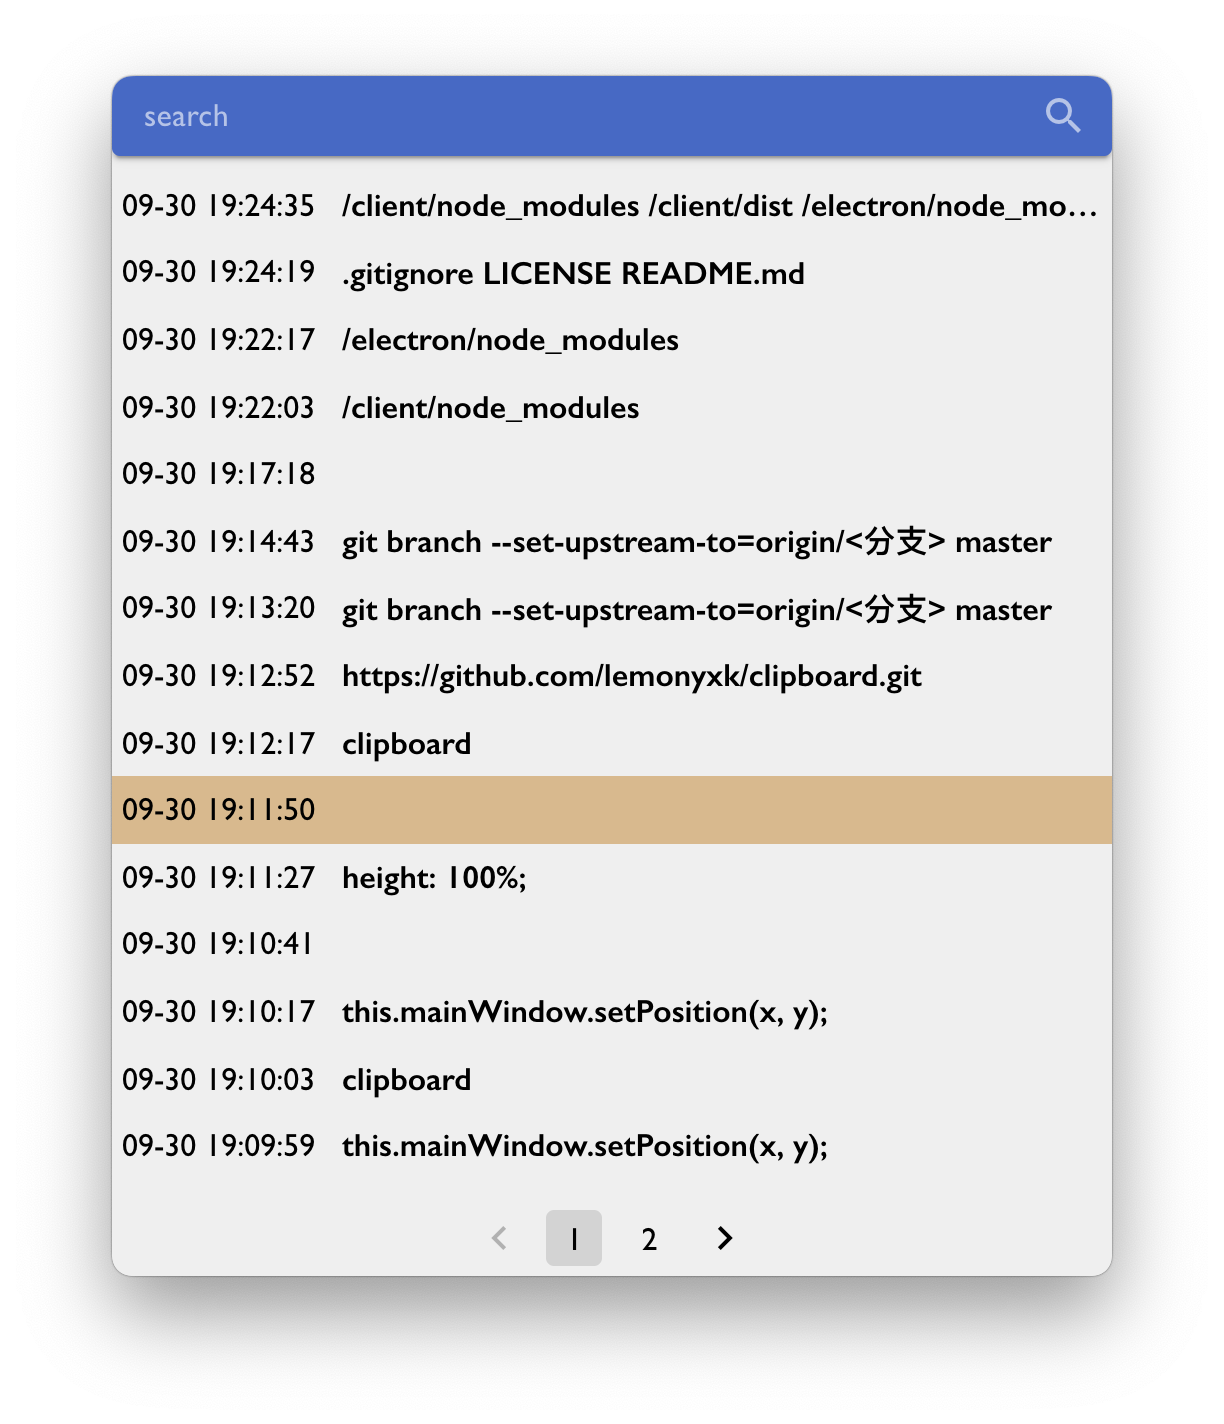 search
09-30 19:24:35 /client/node_modules /client/dist /electron/node_mo...
09-30 19:24:19 .gitignore LICENSE README.md
09-30 19:22:17 /electron/node_modules
09-30 19:22:03 /client/node_modules
09-30 19:17:18
09-30 19:14:43 git branch --set-upstream-to=origin/<分支> master
09-30 19:13:20 git branch --set-upstream-to=origin/<分支> master
09-30 19:12:52 https://github.com/lemonyxk/clipboard.git
09-30 19:12:17 clipboard
09-30 19:11:50
09-30 19:11:27 height: 100%;
09-30 19:10:41
09-30 19:10:17 this.mainWindow.setPosition(x, y);
09-30 19:10:03 clipboard
09-30 19:09:59 this.mainWindow.setPosition(x, y);
1 2